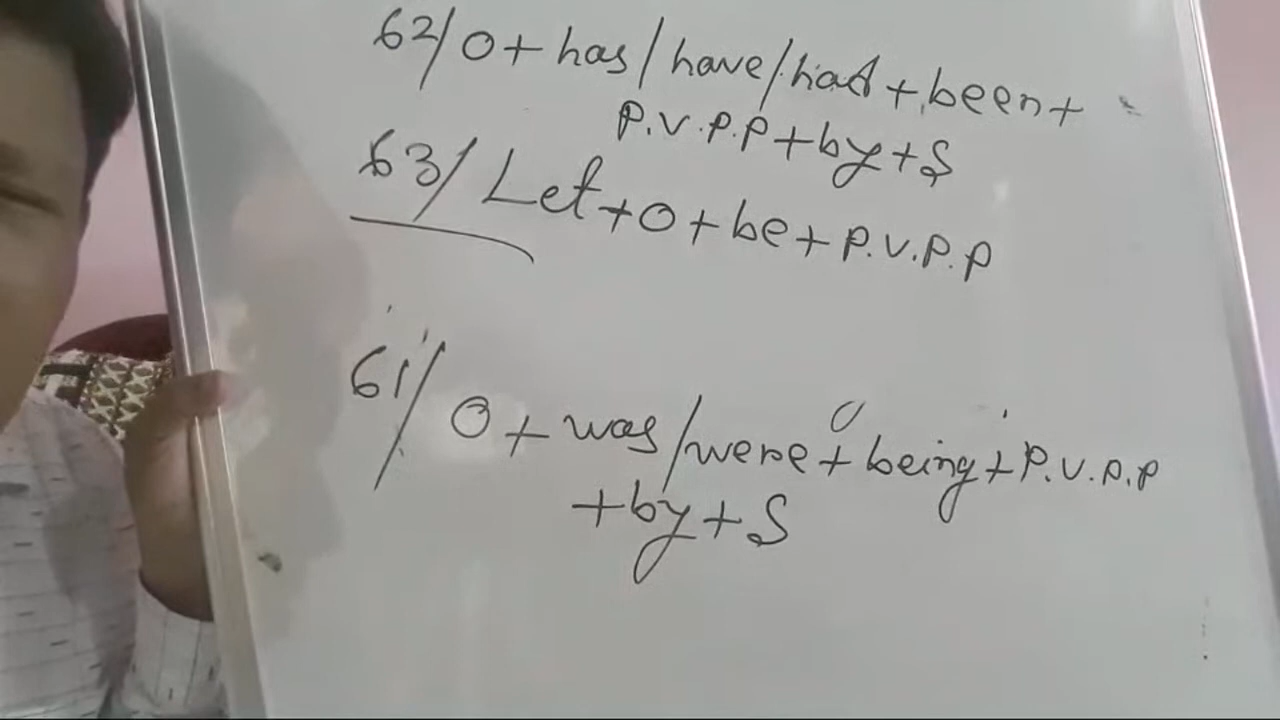 62/ O + has/have/had + been +
P.V.P.P + by + S
63/ Let + O + be + P.V.P.P
61/ O + was/were + being + P.V.P.P
+ by + S